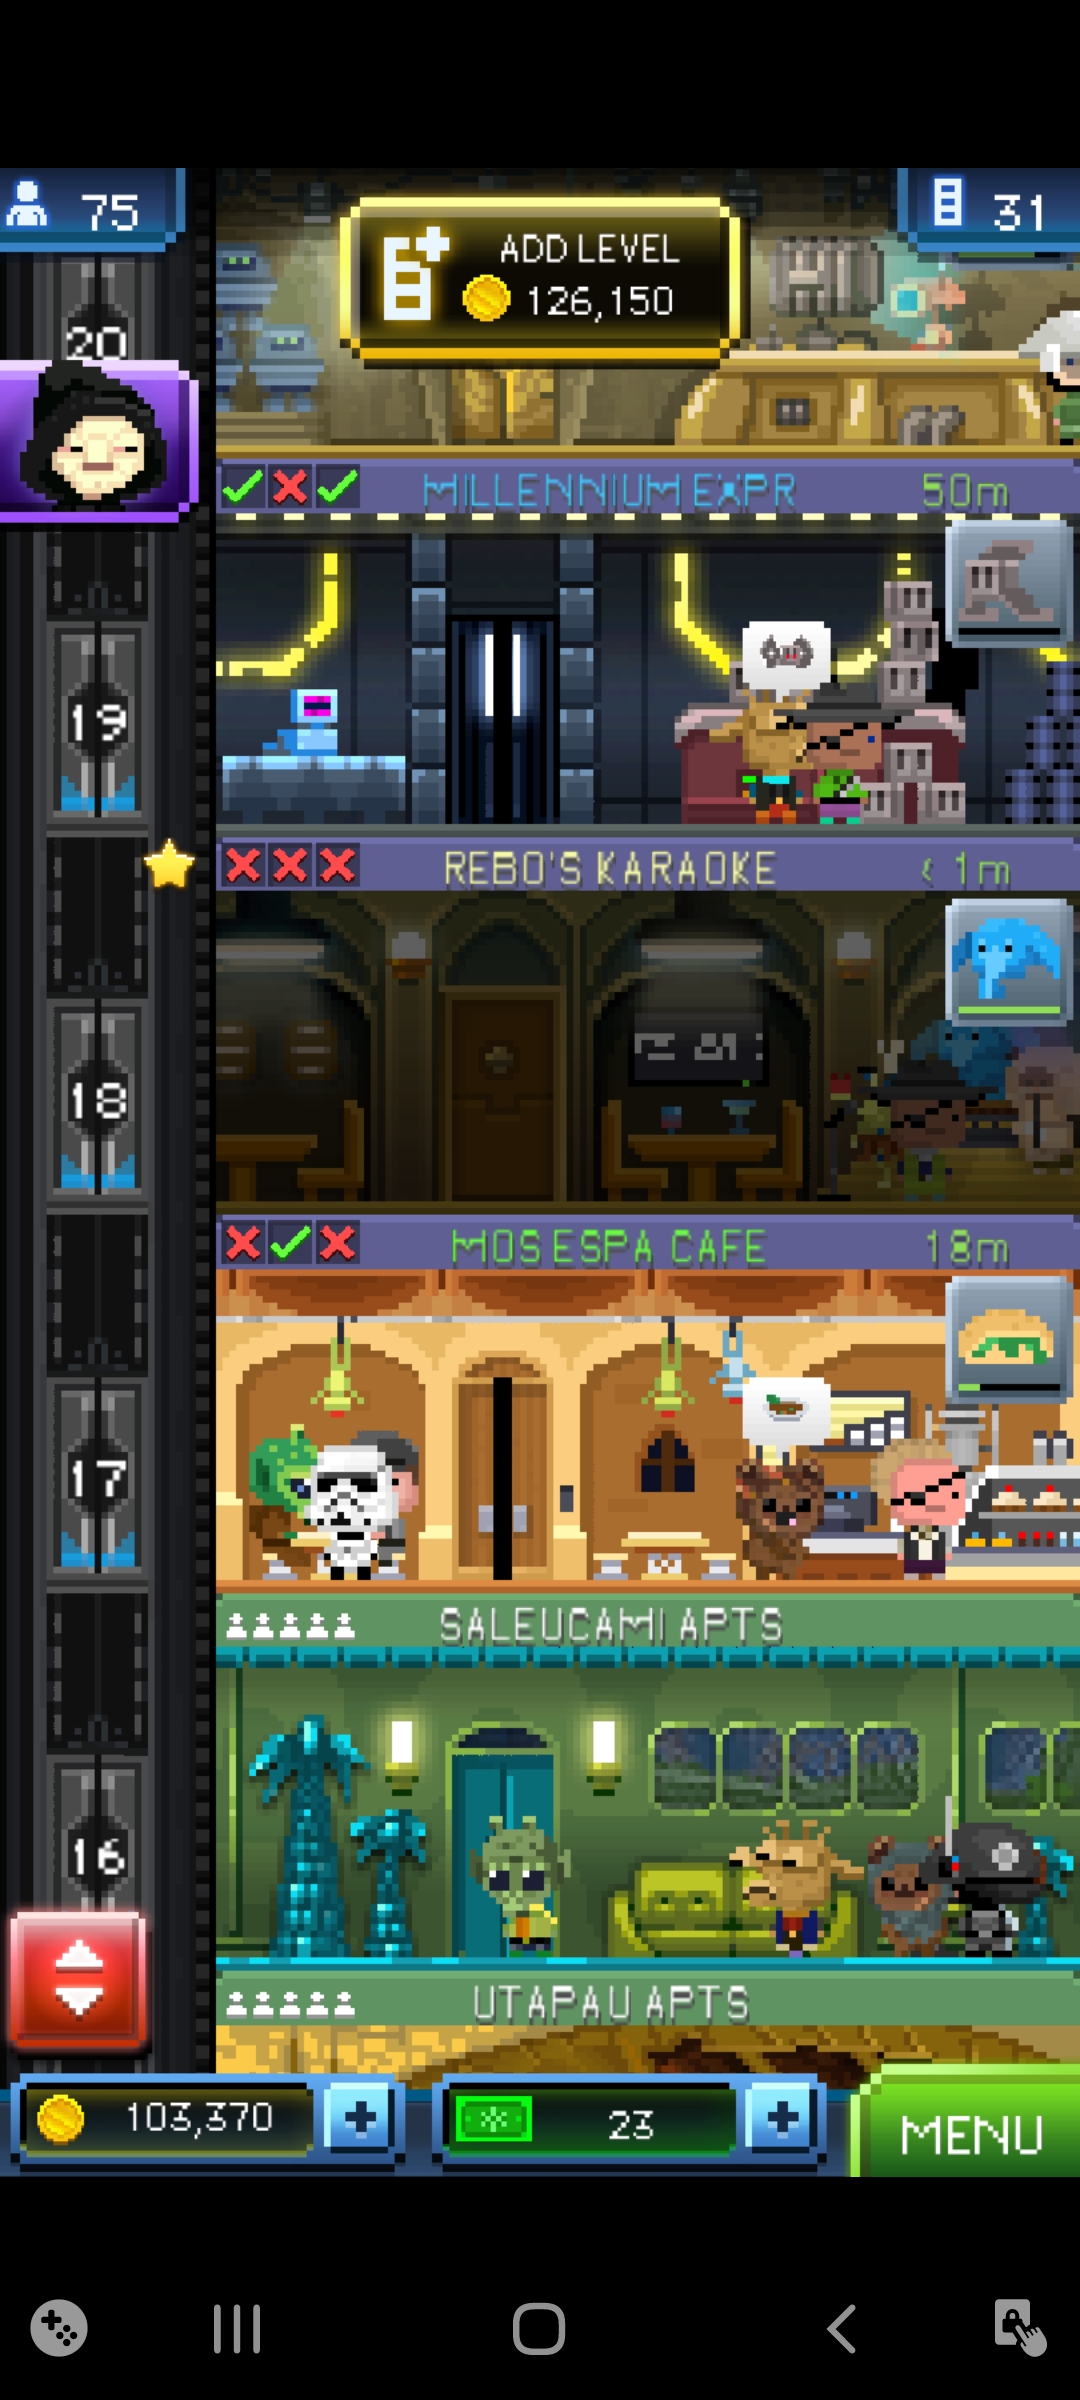 75
31
ADD LEVEL
126,150
20
MILLENNIUM EXPR
50m
19
REBO'S KARAOKE
< 1m
18
MOS ESPA CAFE
18m
17
SALEUCAMI APTS
16
UTAPAU APTS
103,370
23
MENU